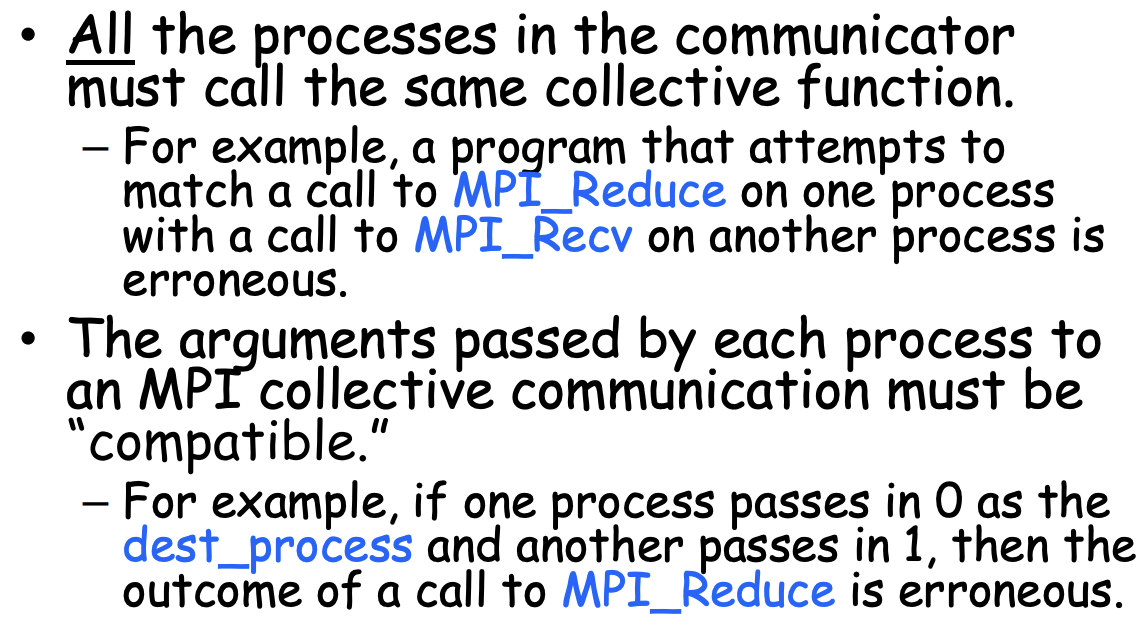 • All the processes in the communicator
must call the same collective function.
– For example, a program that attempts to
match a call to MPI_Reduce on one process
with a call to MPI_Recv on another process is
erroneous.
• The arguments passed by each process to
an MPI collective communication must be
“compatible.”
– For example, if one process passes in 0 as the
dest_process and another passes in 1, then the
outcome of a call to MPI_Reduce is erroneous.